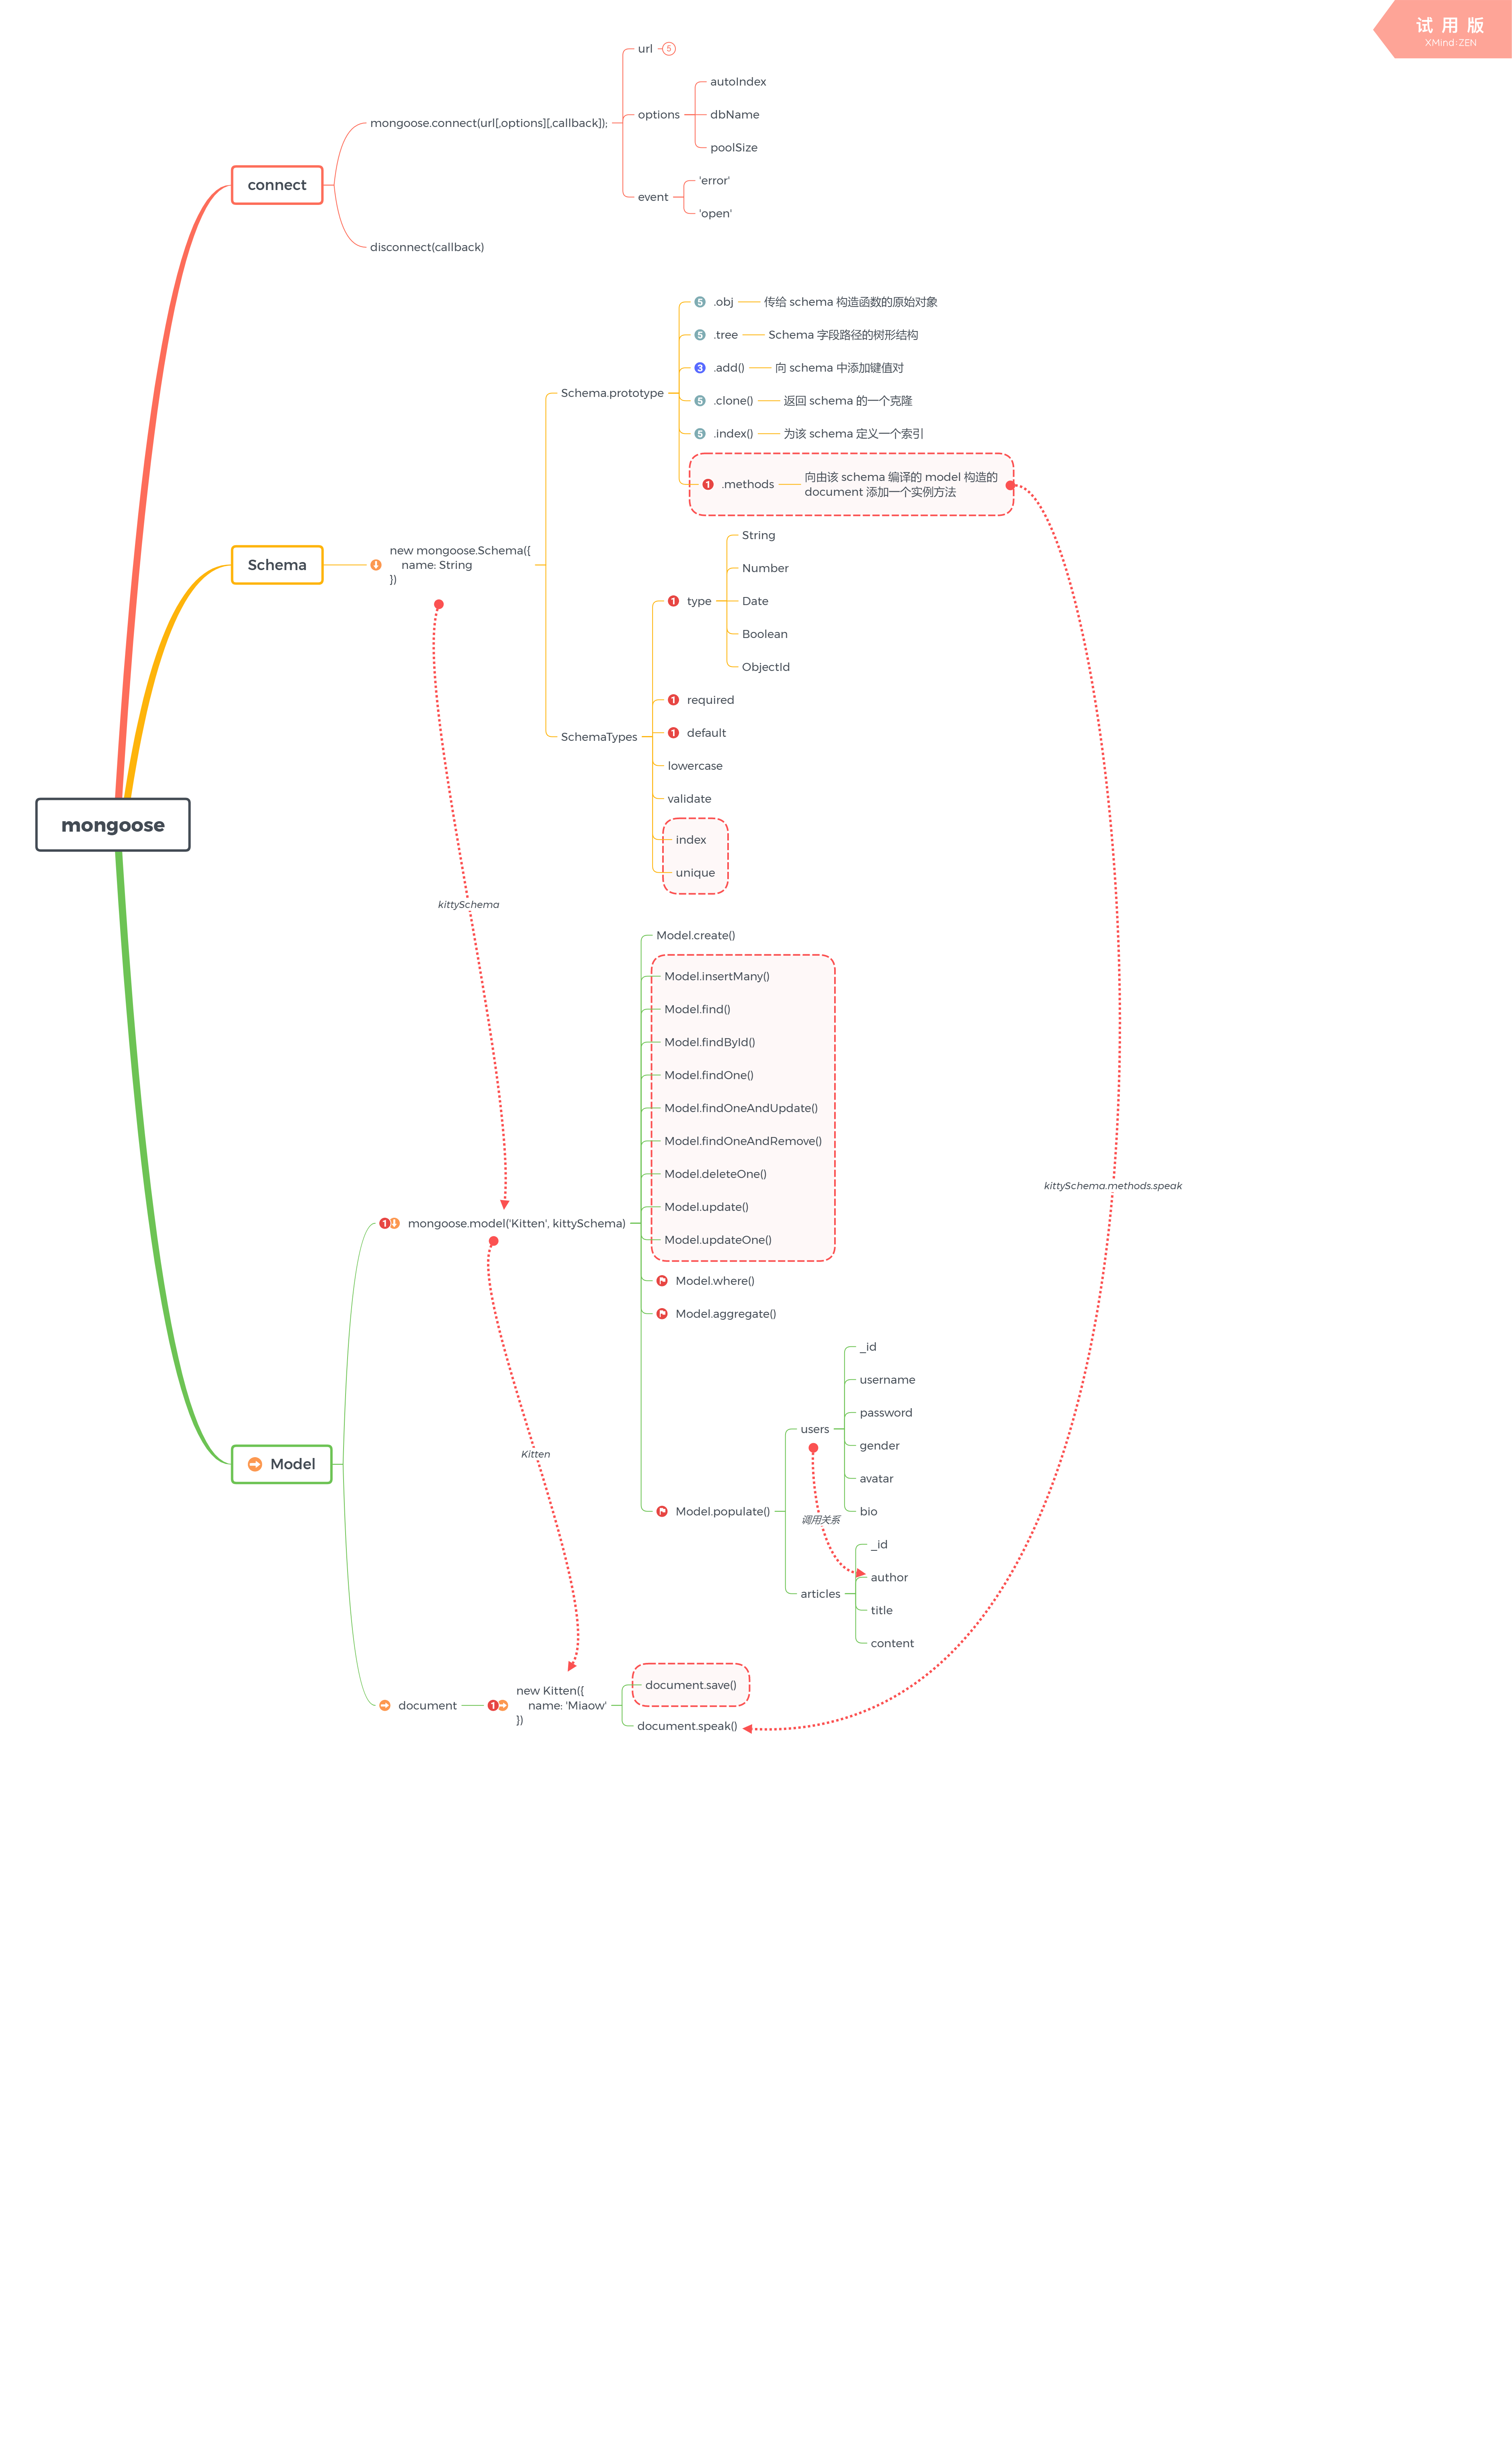 试用版
XMind:ZEN
mongoose
connect
mongoose.connect(url[,options][,callback]);
url
5
options
autoIndex
dbName
poolSize
event
'error'
'open'
disconnect(callback)
Schema
new mongoose.Schema({
name: String
})
Schema.prototype
5 .obj
传给 schema 构造函数的原始对象
5 .tree
Schema 字段路径的树形结构
3 .add()
向 schema 中添加键值对
5 .clone()
返回 schema 的一个克隆
5 .index()
为该 schema 定义一个索引
1 .methods
向由该 schema 编译的 model 构造的
document 添加一个实例方法
SchemaTypes
1 type
String
Number
Date
Boolean
ObjectId
1 required
1 default
lowercase
validate
index
unique
kittySchema
Model
1 mongoose.model('Kitten', kittySchema)
Model.create()
Model.insertMany()
Model.find()
Model.findById()
Model.findOne()
Model.findOneAndUpdate()
Model.findOneAndRemove()
Model.deleteOne()
Model.update()
Model.updateOne()
Model.where()
Model.aggregate()
Model.populate()
users
_id
username
password
gender
avatar
bio
调用关系
articles
_id
author
title
content
Kitten
kittySchema.methods.speak
document
1 new Kitten({
name: 'Miaow'
})
document.save()
document.speak()